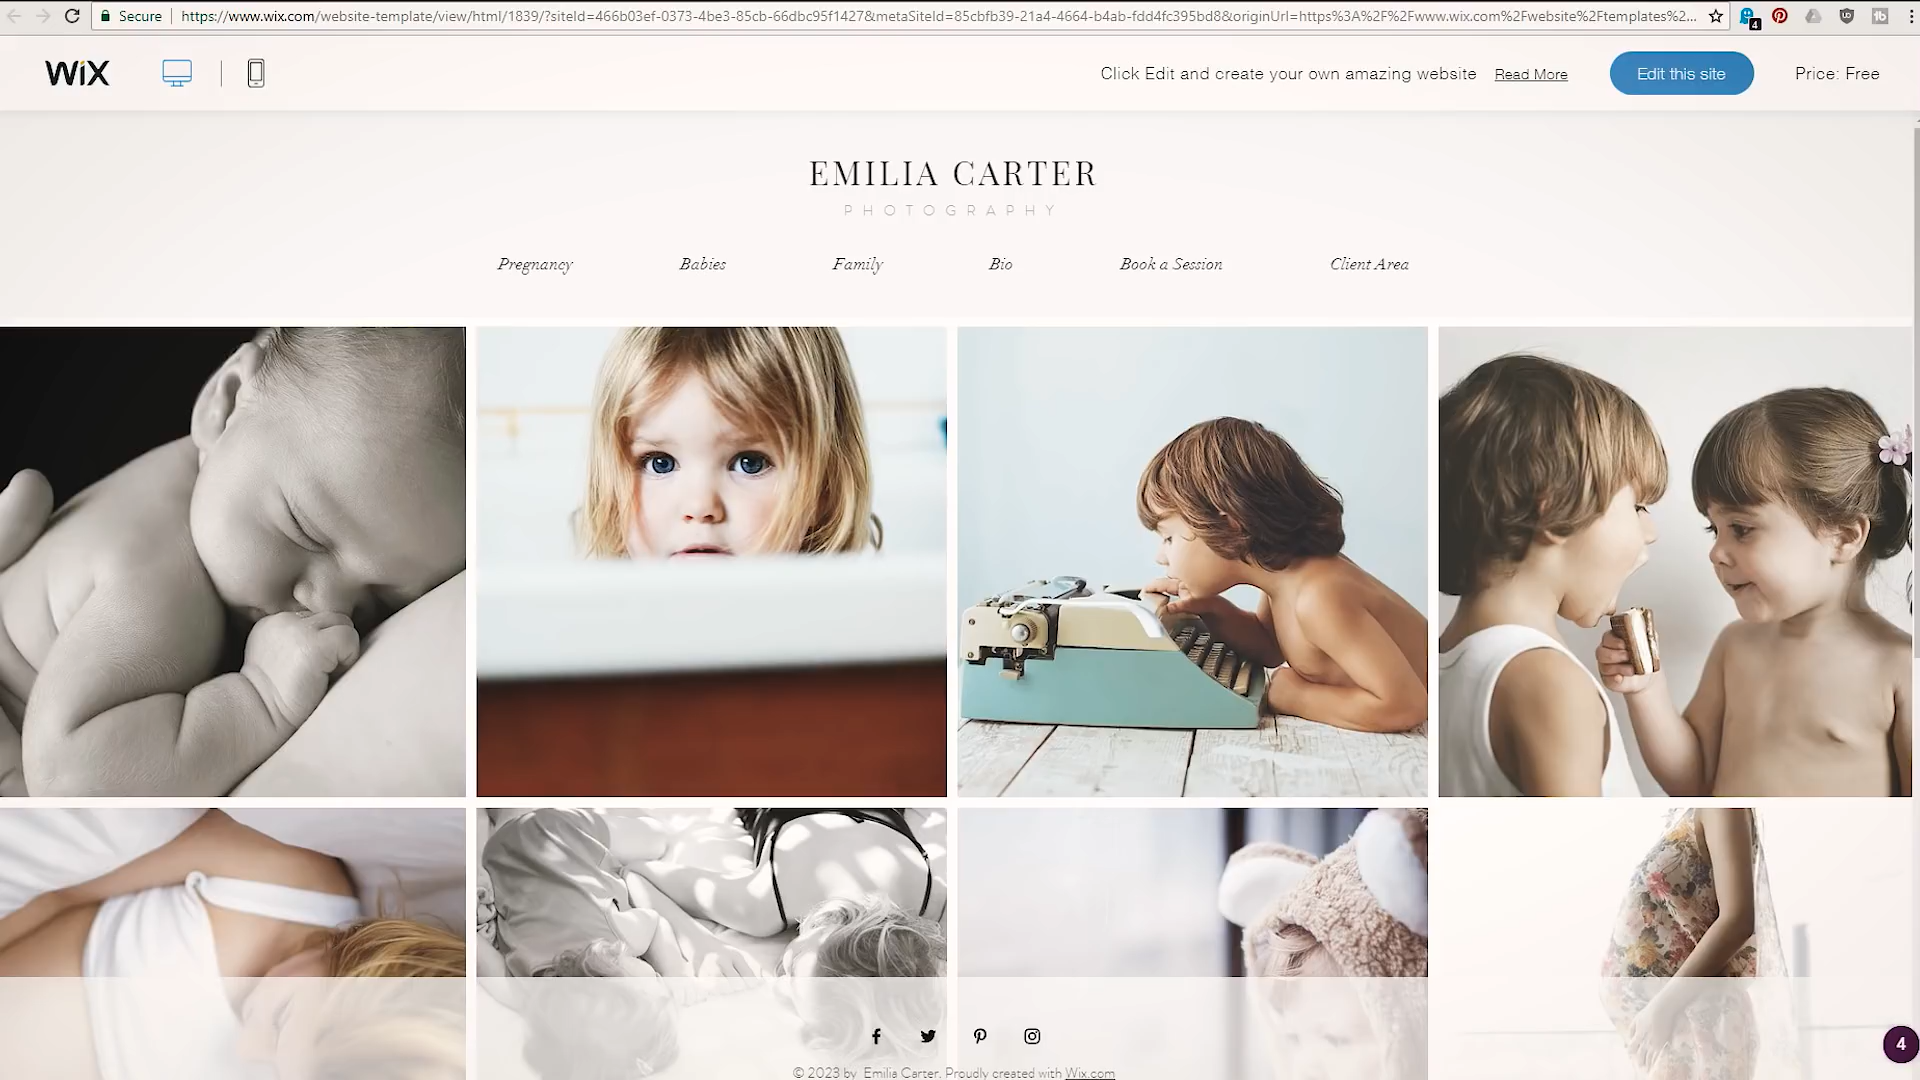 Secure https://www.wix.com/website-template/view/html/1839/?siteId=466b03ef-0373-4be3-85cb-66dbc95f1427&metaSiteId=85cbfb39-21a4-4664-b4ab-fdd4fc395bd8&originUrl=https%3A%2F%2Fwww.wix.com%2Fwebsite%2Ftemplates%2...
4
WiX
Click Edit and create your own amazing website Read More Edit this site Price: Free
EMILIA CARTER
PHOTOGRAPHY
Pregnancy Babies Family Bio Book a Session Client Area
4
© 2023 by Emilia Carter. Proudly created with Wix.com